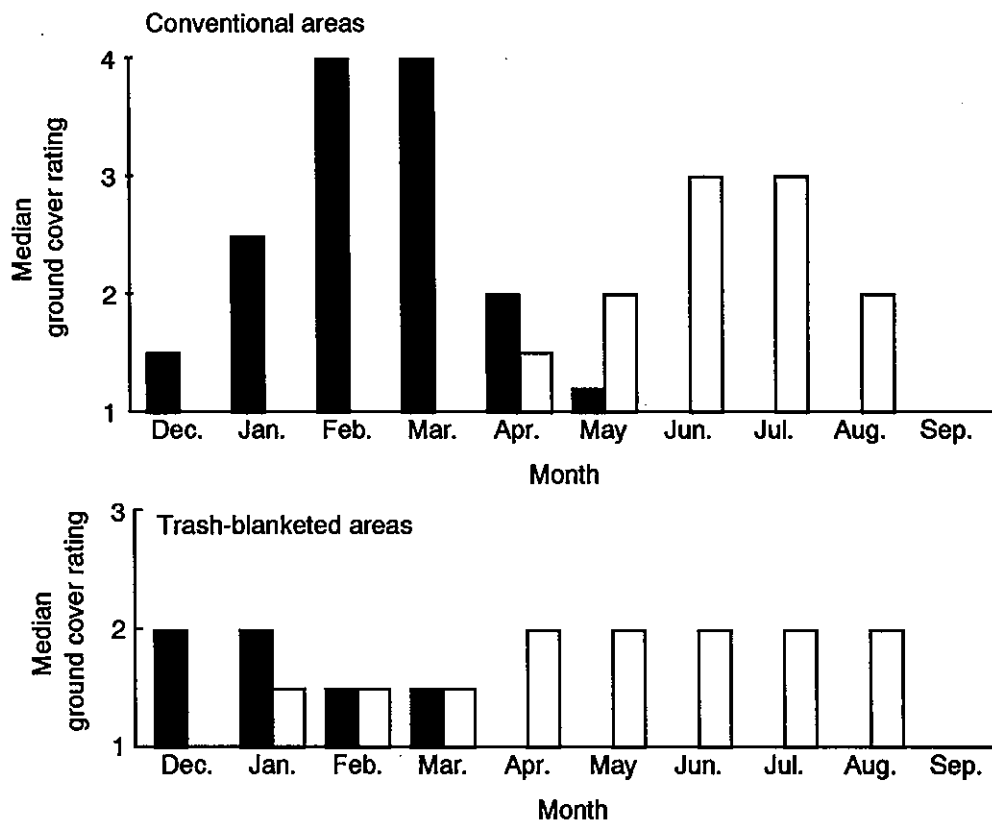 Conventional areas
4
3
2
1
Median
ground cover rating
Dec. Jan. Feb. Mar. Apr. May Jun. Jul. Aug. Sep.
Month
3
2
1
Median
ground cover rating
Trash-blanketed areas
Dec. Jan. Feb. Mar. Apr. May Jun. Jul. Aug. Sep.
Month